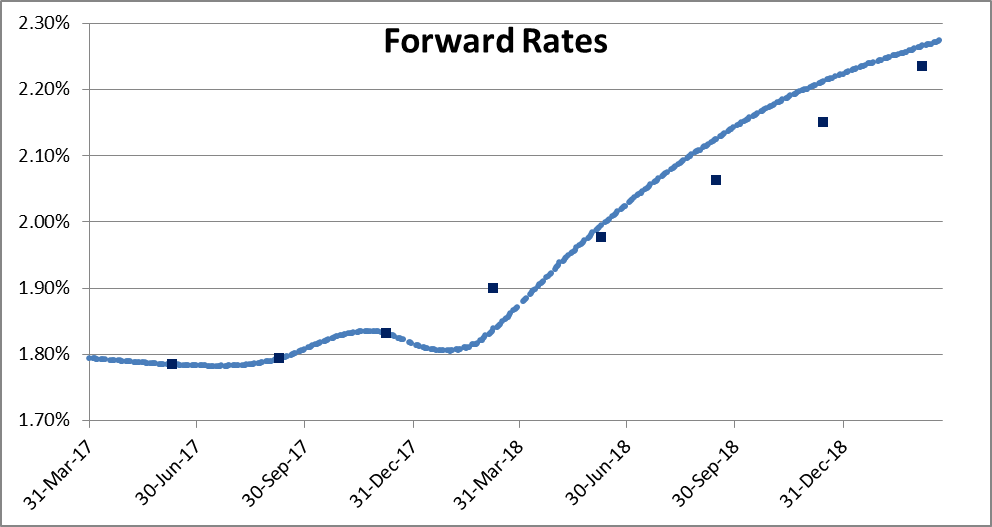 Forward Rates
2.30%
2.20%
2.10%
2.00%
1.90%
1.80%
1.70%
31-Mar-17
30-Jun-17
30-Sep-17
31-Dec-17
31-Mar-18
30-Jun-18
30-Sep-18
31-Dec-18